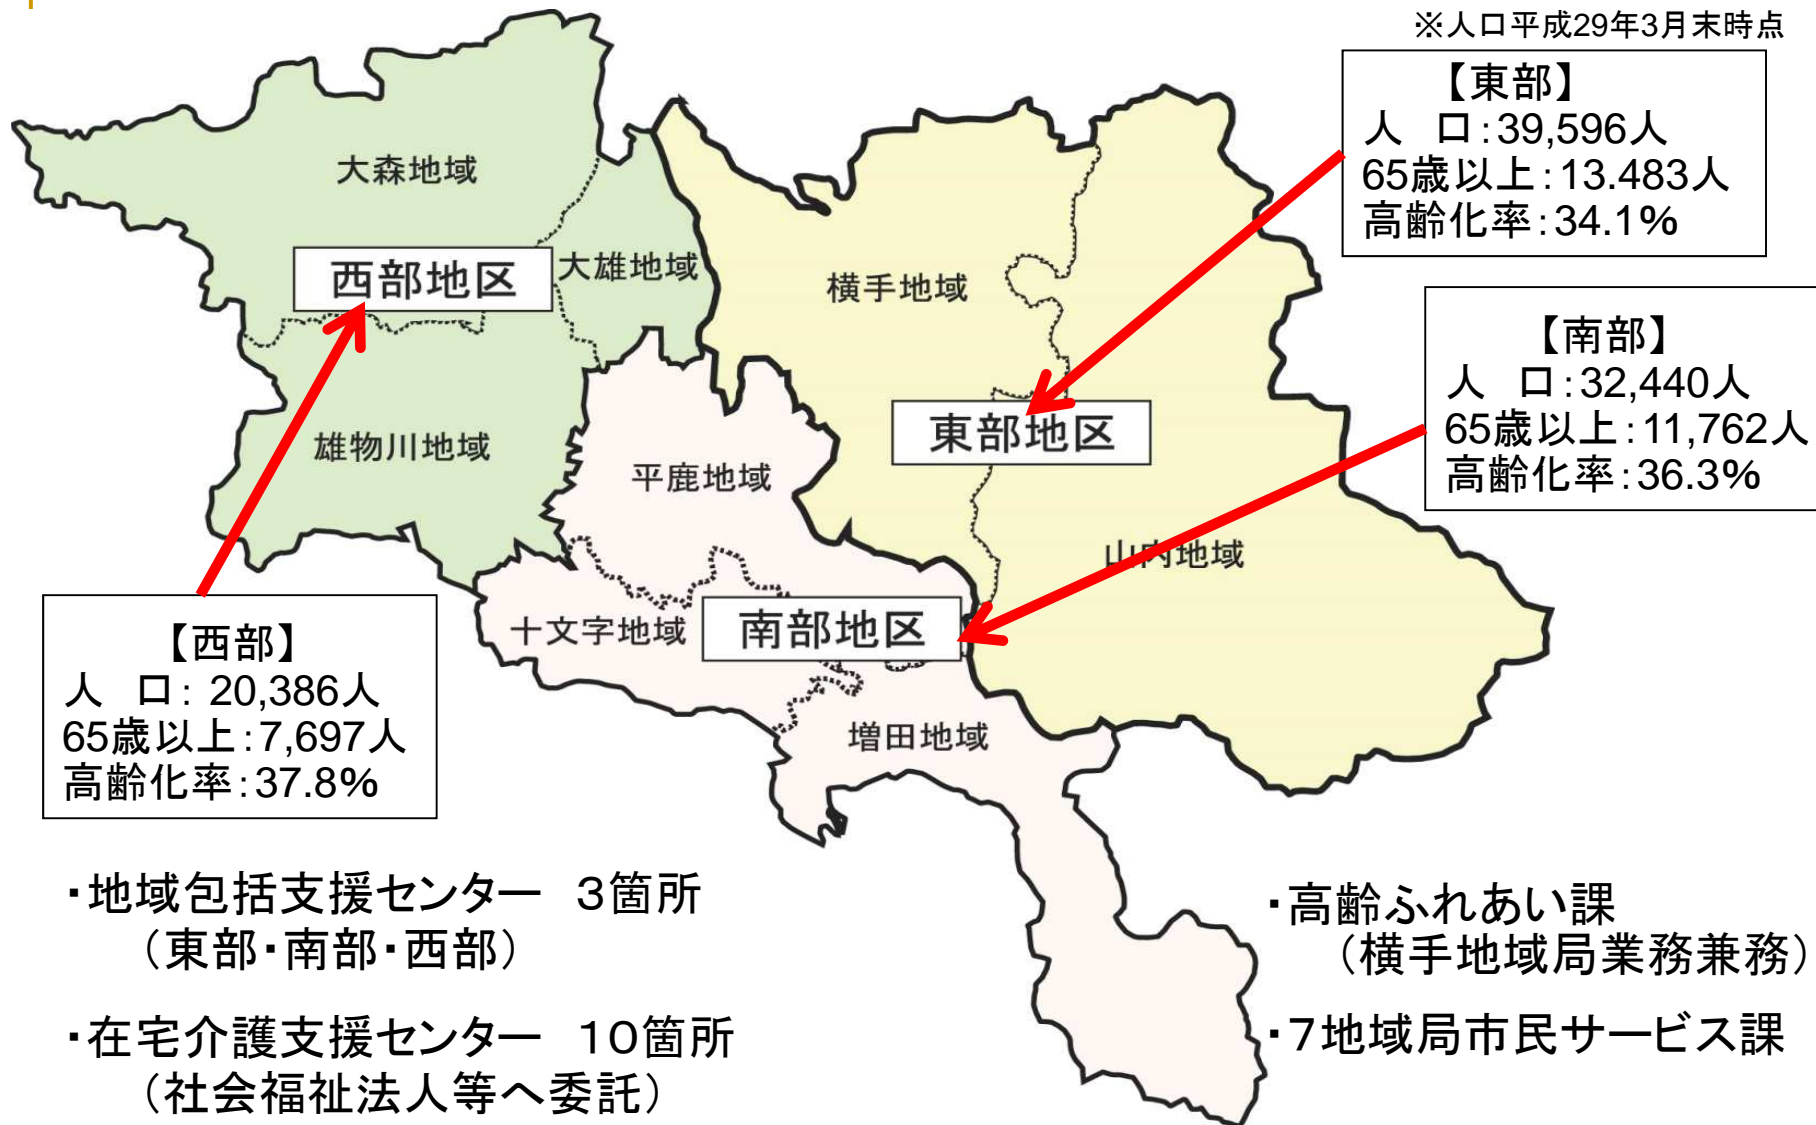 ※人口平成29年3月末時点
【東部】
人　口：39,596人
65歳以上：13.483人
高齢化率：34.1%
大森地域
大雄地域
西部地区
横手地域
【南部】
人　口：32,440人
65歳以上：11,762人
高齢化率：36.3%
東部地区
雄物川地域
平鹿地域
山内地域
十文字地域
南部地区
増田地域
【西部】
人　口：20,386人
65歳以上：7,697人
高齢化率：37.8%
・地域包括支援センター　3箇所
（東部・南部・西部）
・在宅介護支援センター　10箇所
（社会福祉法人等へ委託）
・高齢ふれあい課
（横手地域局業務兼務）
・7地域局市民サービス課